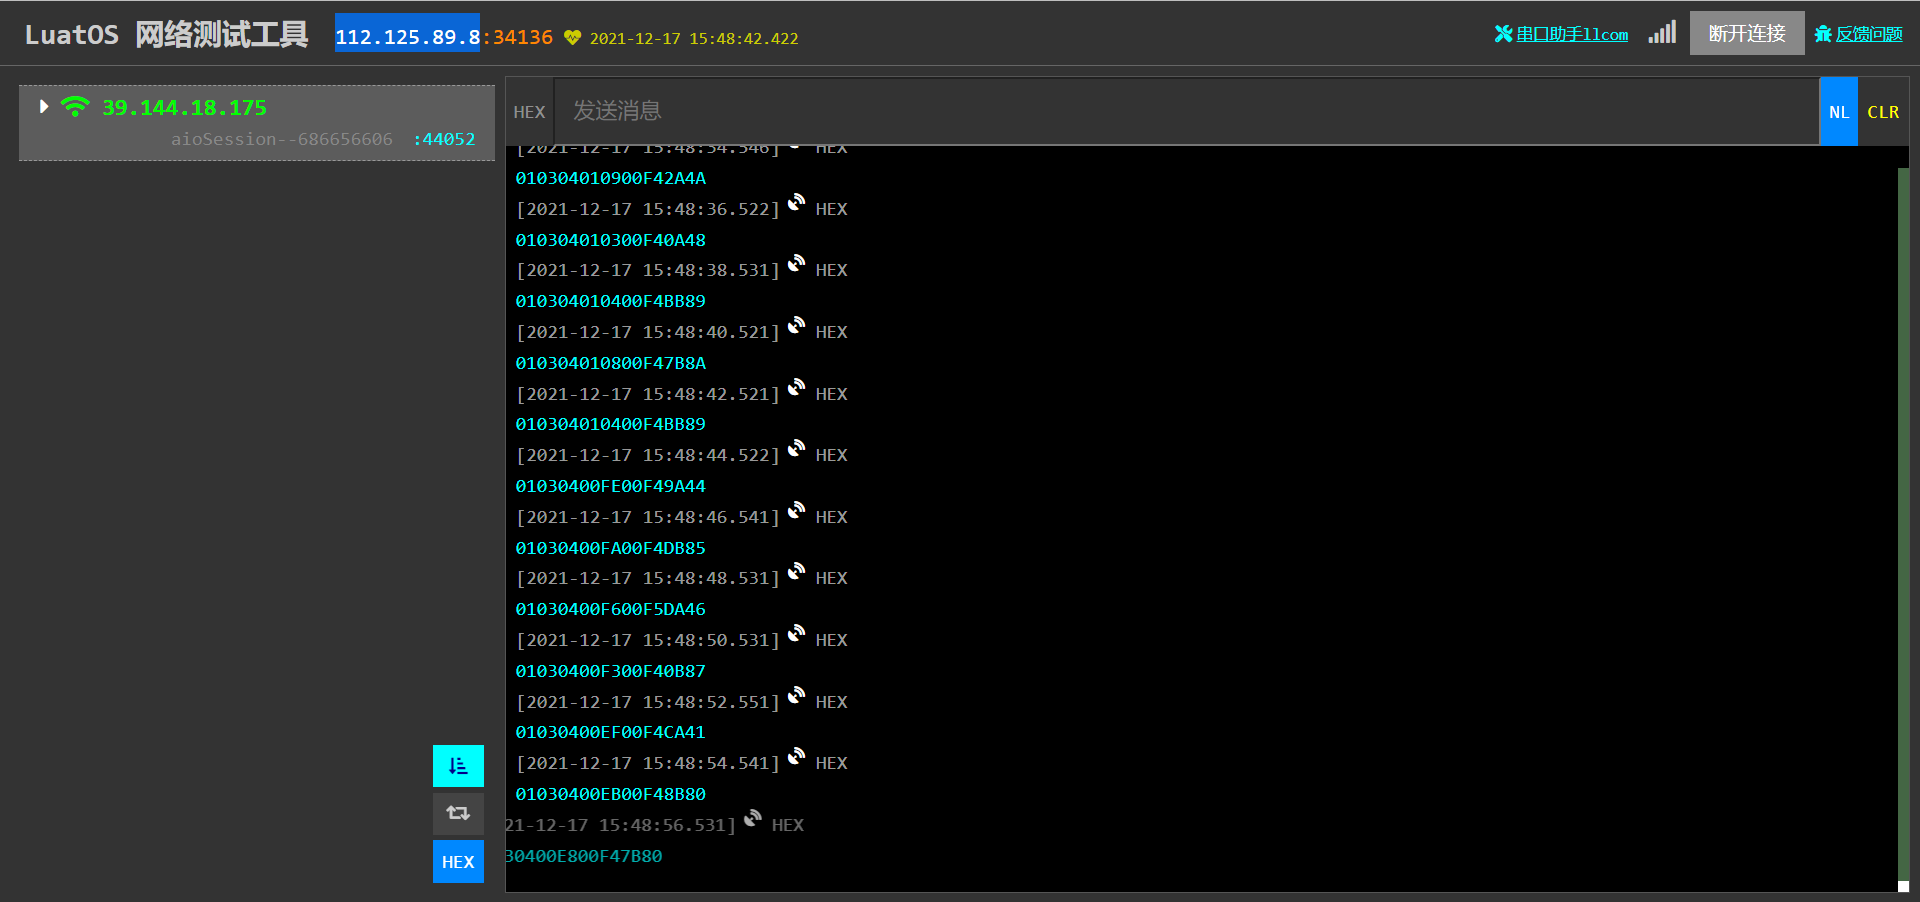 LuatOS 网络测试工具 112.125.89.8:34136 2021-12-17 15:48:42.422 串口助手llcom 断开连接 反馈问题
39.144.18.175
aioSession--686656606 :44052
HEX 发送消息 NL CLR
[2021-12-17 15:48:34.546] HEX
010304010900F42A4A
[2021-12-17 15:48:36.522] HEX
010304010300F40A48
[2021-12-17 15:48:38.531] HEX
010304010400F4BB89
[2021-12-17 15:48:40.521] HEX
010304010800F47B8A
[2021-12-17 15:48:42.521] HEX
010304010400F4BB89
[2021-12-17 15:48:44.522] HEX
01030400FE00F49A44
[2021-12-17 15:48:46.541] HEX
01030400FA00F4DB85
[2021-12-17 15:48:48.531] HEX
01030400F600F5DA46
[2021-12-17 15:48:50.531] HEX
01030400F300F40B87
[2021-12-17 15:48:52.551] HEX
01030400EF00F4CA41
[2021-12-17 15:48:54.541] HEX
01030400EB00F48B80
21-12-17 15:48:56.531] HEX
30400E800F47B80
HEX